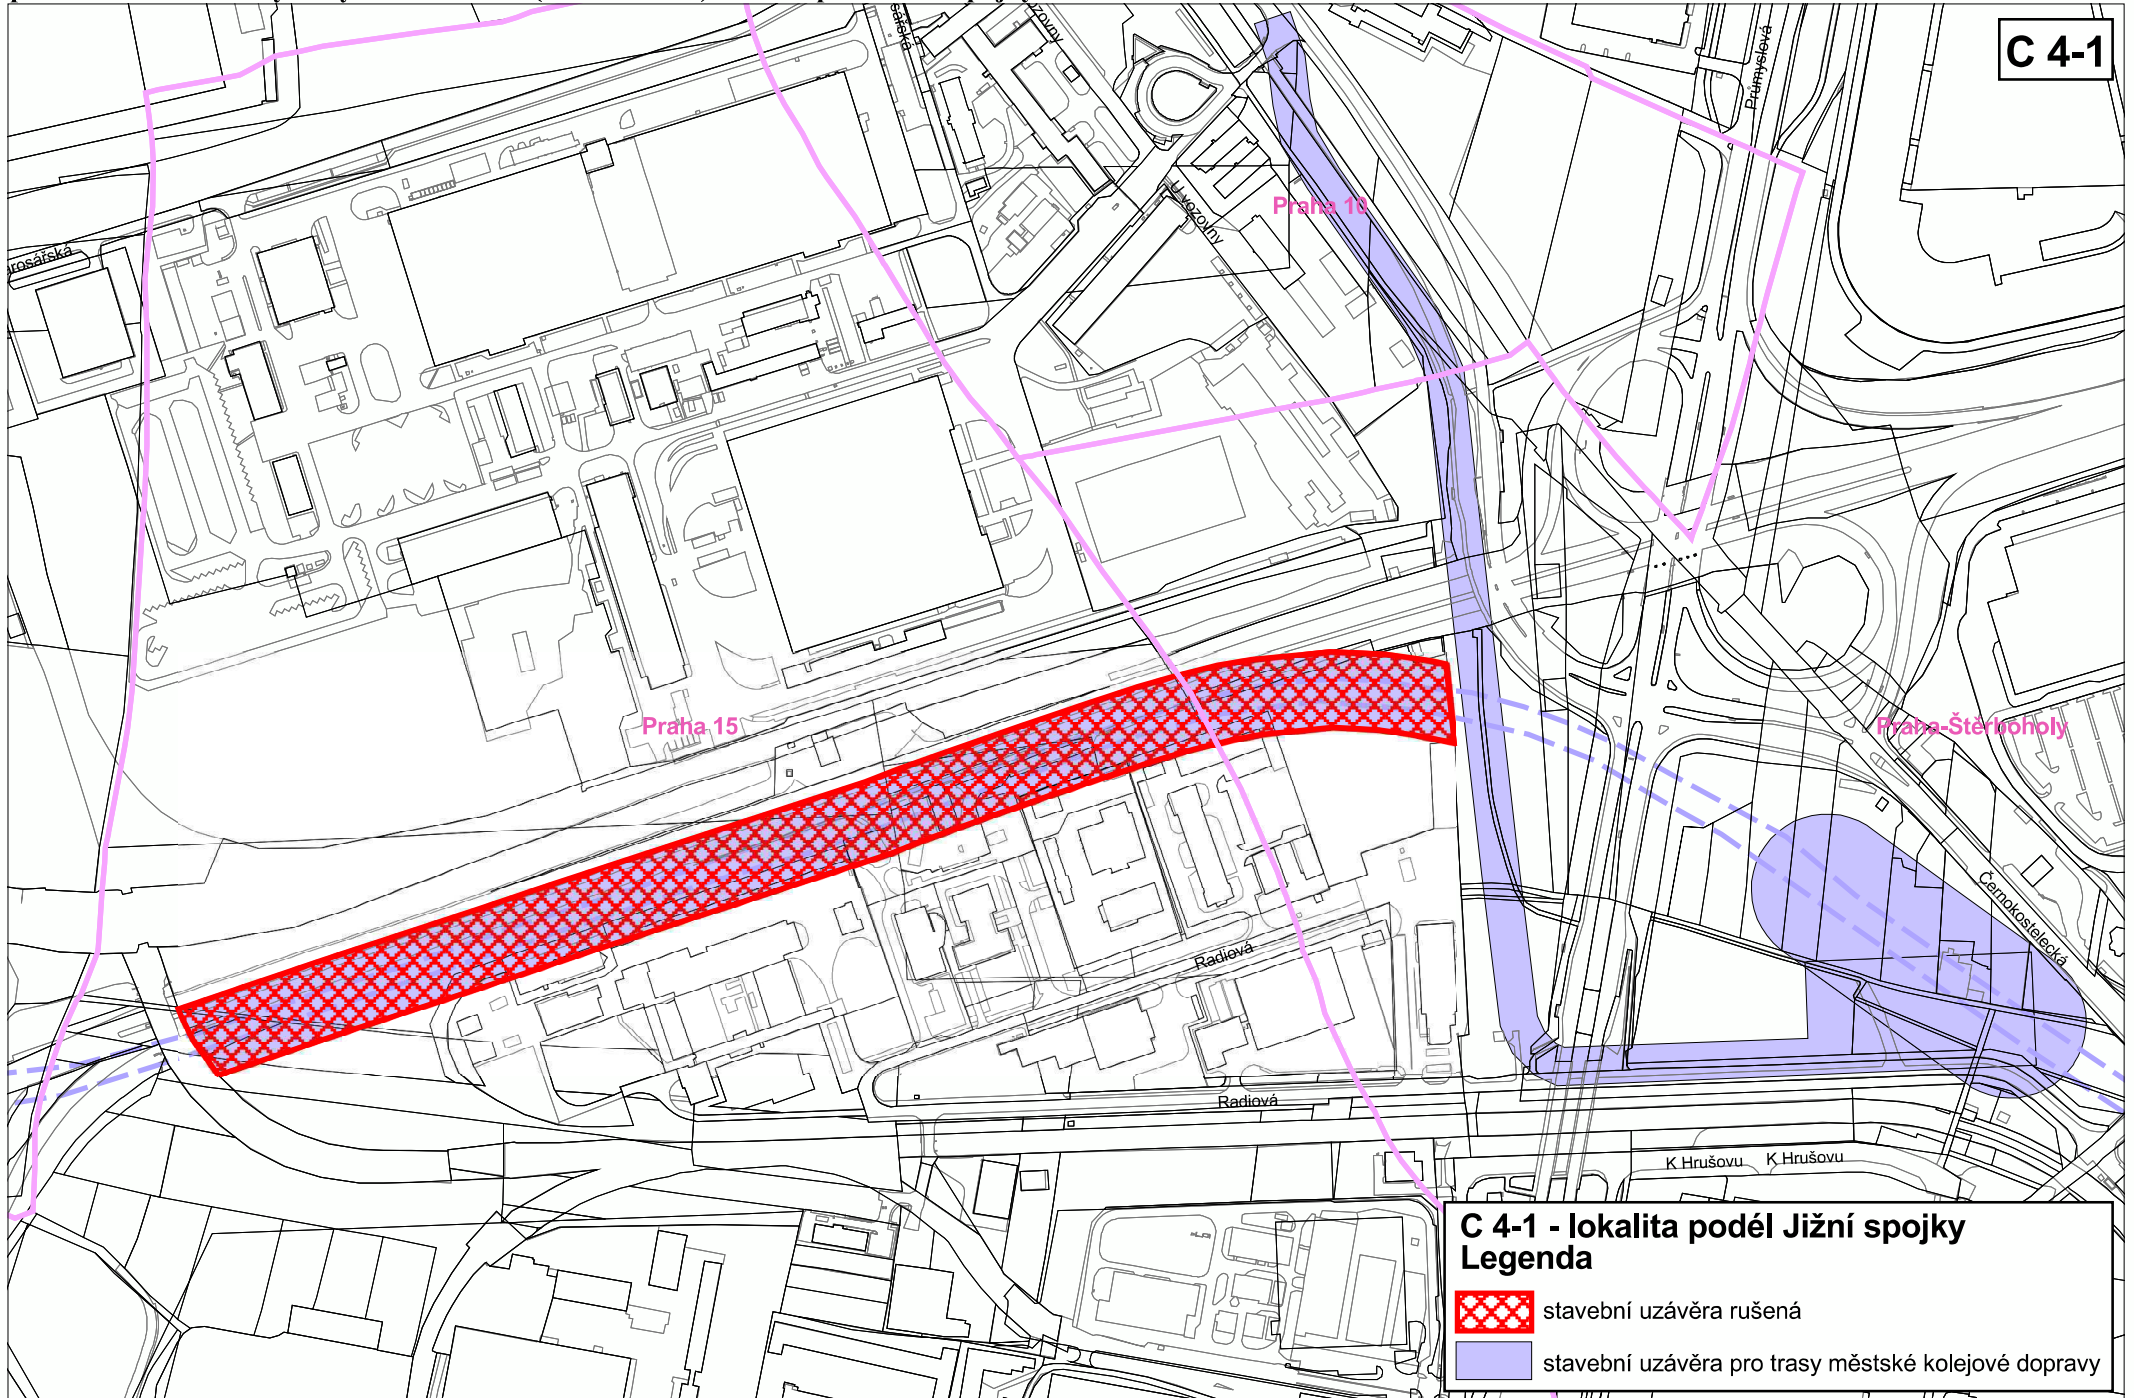 C 4-1
Průmyslová
U vozovny
Praha 10
Praha 15
Praha-Štěrboholy
Černokostelecká
Radiová
Radiová
K Hrušovu K Hrušovu
C 4-1 - lokalita podél Jižní spojky
Legenda
stavební uzávěra rušená
stavební uzávěra pro trasy městské kolejové dopravy